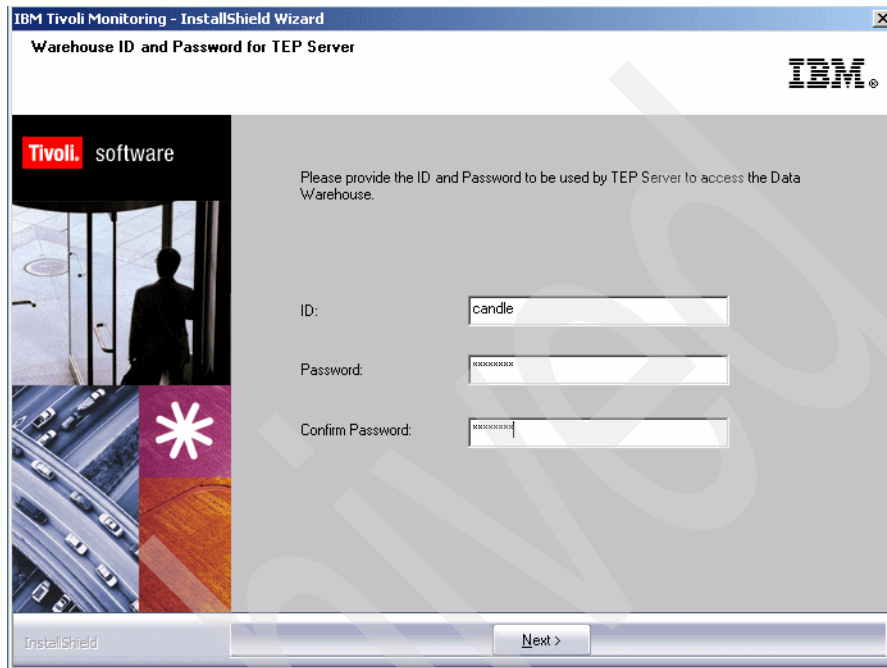 IBM Tivoli Monitoring - InstallShield Wizard
Warehouse ID and Password for TEP Server
IBM®
Tivoli. software
Please provide the ID and Password to be used by TEP Server to access the Data
Warehouse.
ID:
candle
Password:
********
Confirm Password:
********
InstallShield
Next >